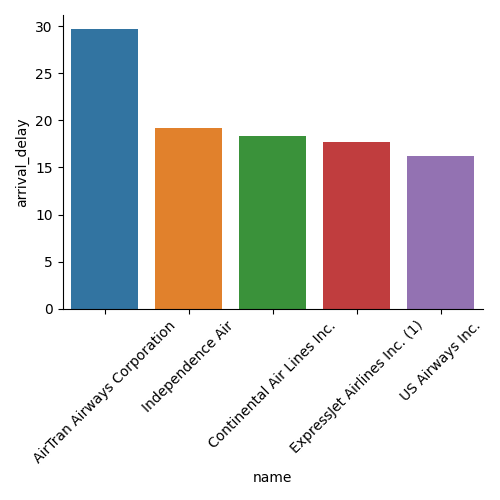 30
25
20
15
10
5
0
arrival_delay
AirTran Airways Corporation
Independence Air
Continental Air Lines Inc.
ExpressJet Airlines Inc. (1)
US Airways Inc.
name